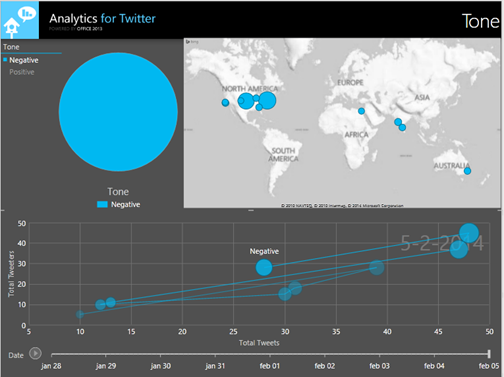 Analytics for Twitter
POWERED BY OFFICE 2013
Tone
Tone
Negative
Positive
Tone
Negative
bing
NORTH AMERICA
EUROPE
ASIA
AFRICA
SOUTH
AMERICA
AUSTRALIA
© 2013 NAVTEQ, © 2013 Intermap, © 2014 Microsoft Corporation
5-2-2014
Negative
Total Tweeters
50
40
30
20
10
0
5 10 15 20 25 30 35 40 45 50
Total Tweets
Date
jan 28 jan 29 jan 30 jan 31 feb 01 feb 02 feb 03 feb 04 feb 05